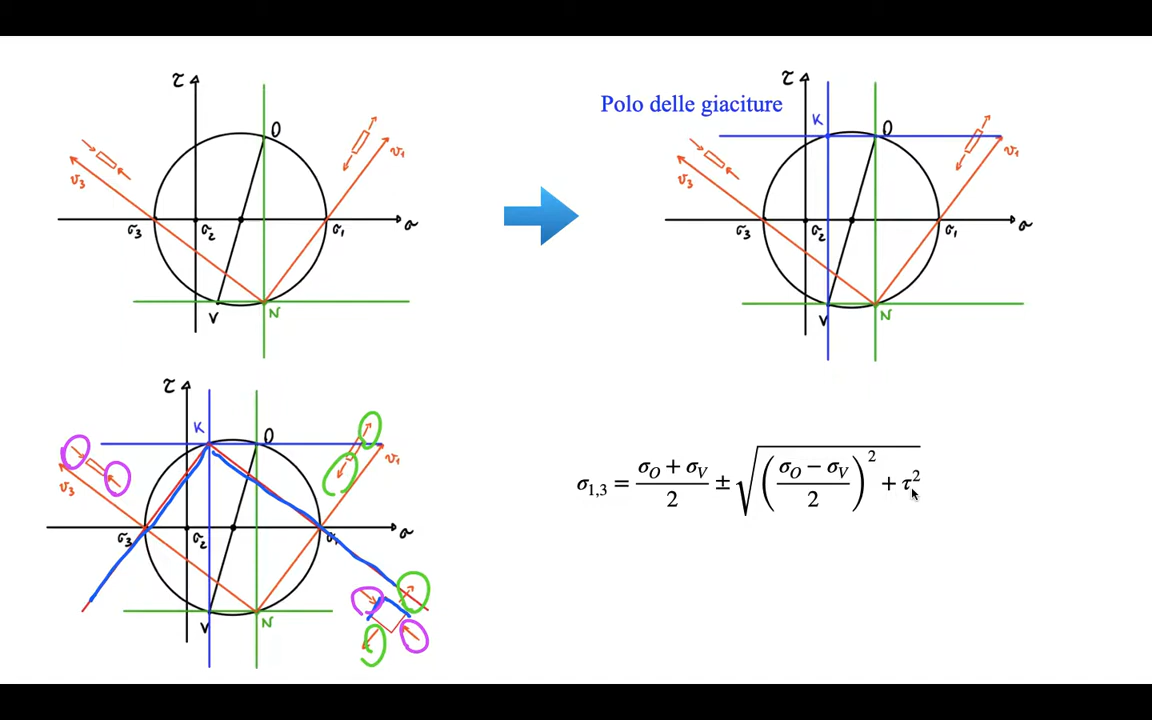 τ
O
v₃
v₁
σ₃
σ₂
σ₁
σ
V
N
Polo delle giaciture
τ
K
O
v₃
v₁
σ₃
σ₂
σ₁
σ
V
N
τ
K
O
v₃
v₁
σ₃
σ₂
σ₁
σ
V
N
σ₁,₃ = (σ_O + σ_V)/2 ± √(((σ_O − σ_V)/2)² + τ²)